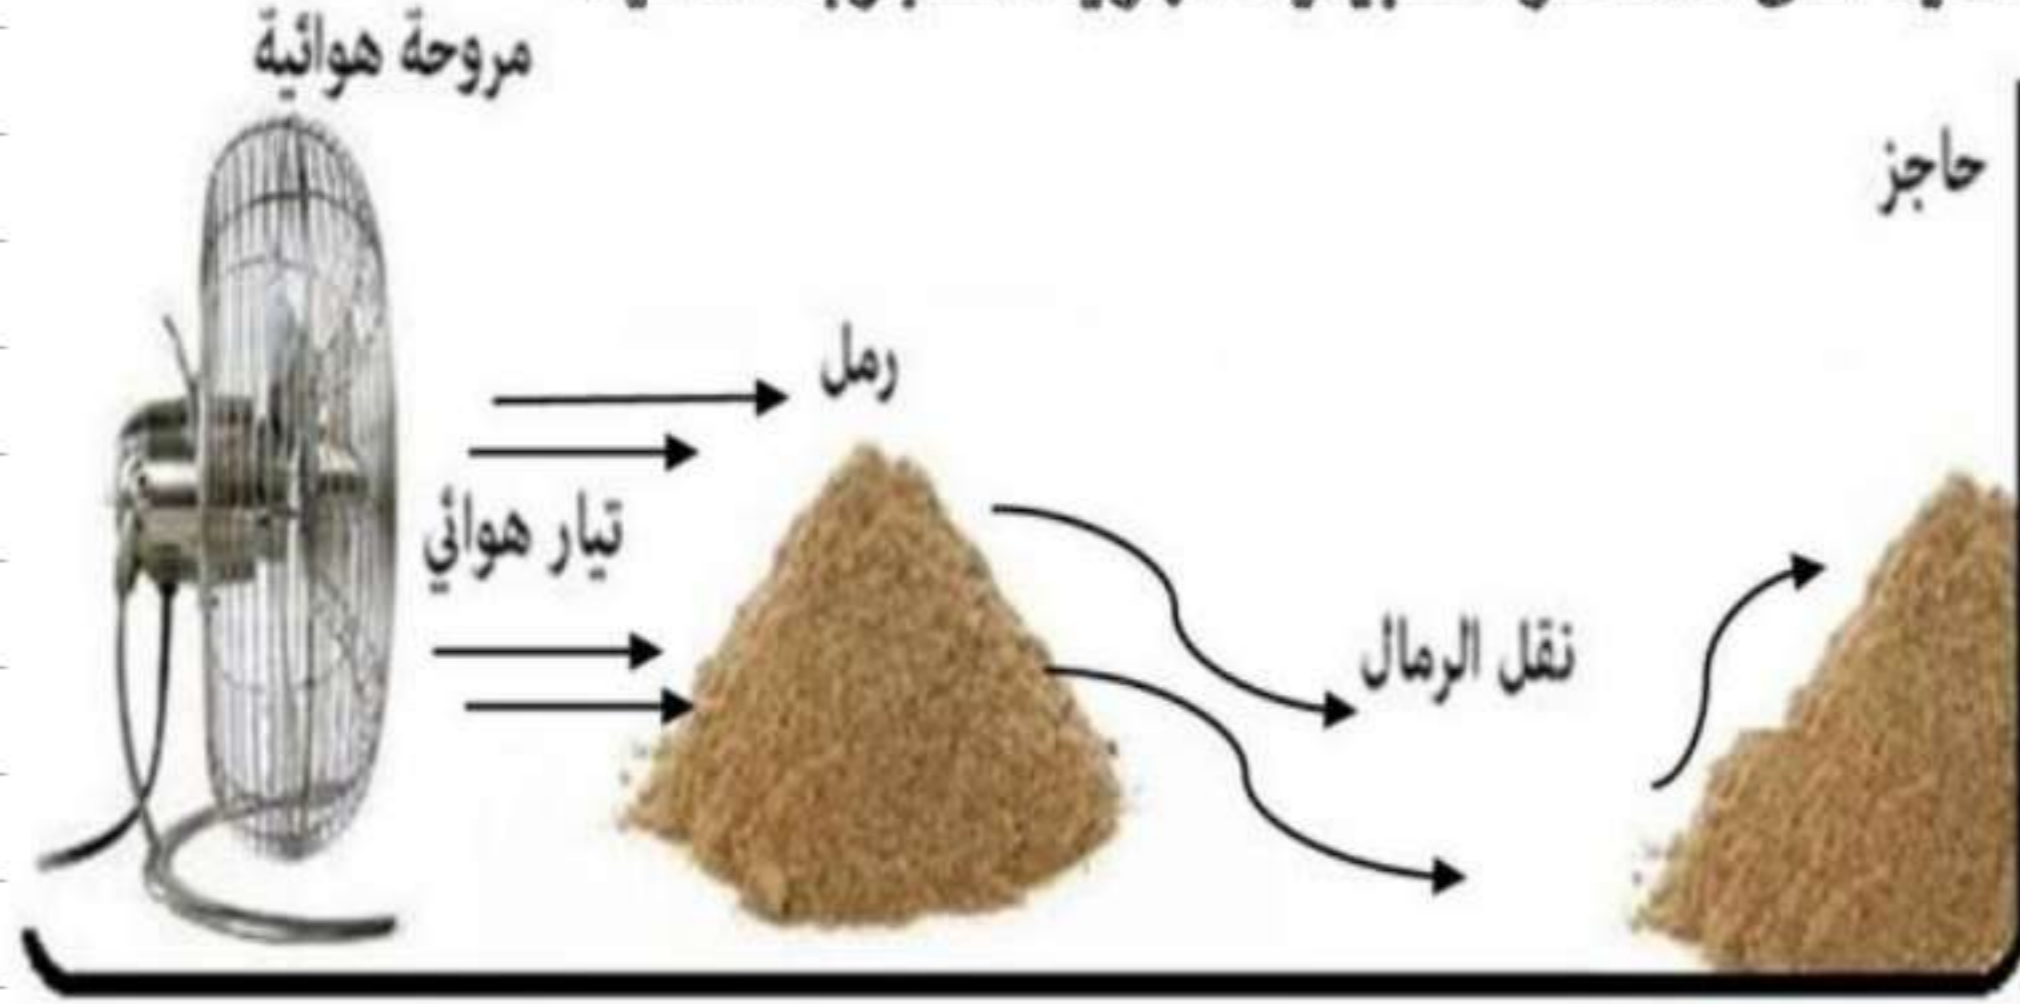 مروحة هوائية
حاجز
رمل
تيار هوائي
نقل الرمال